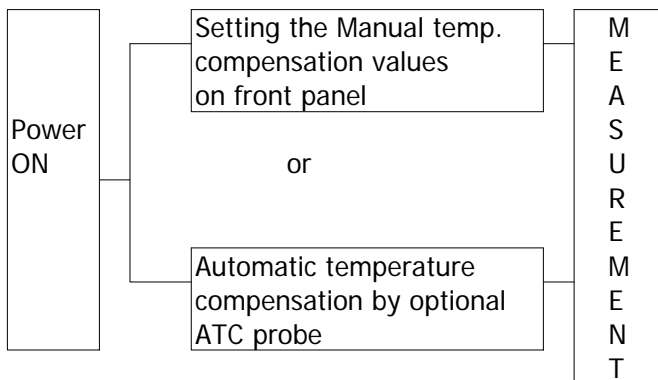 Power
ON
Setting the Manual temp.
compensation values
on front panel
or
Automatic temperature
compensation by optional
ATC probe
M
E
A
S
U
R
E
M
E
N
T